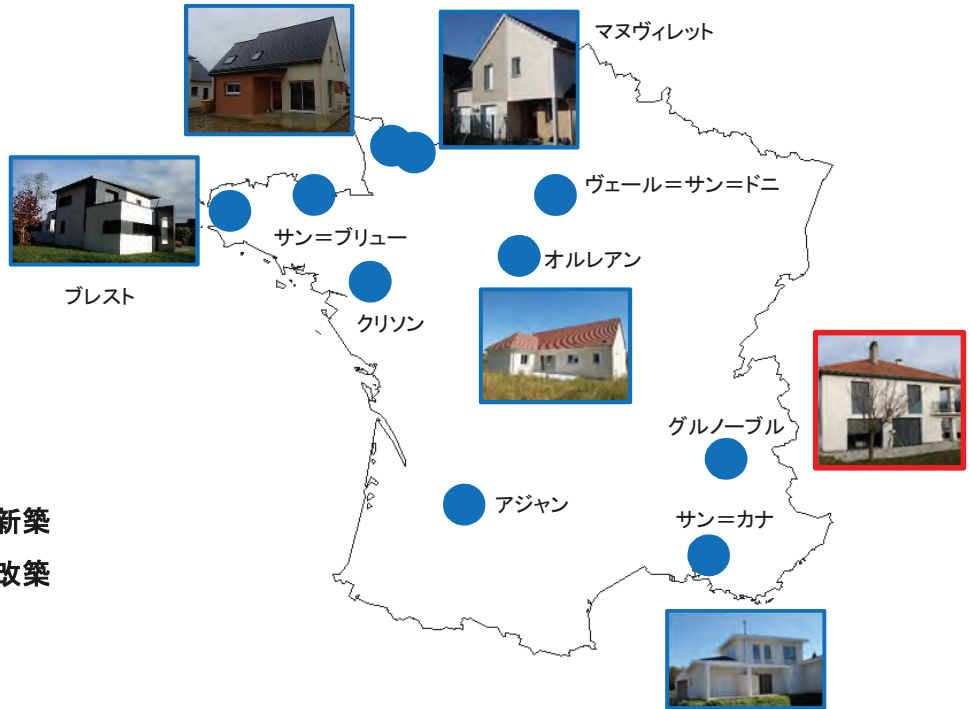 マヌヴィレット
ヴェール＝サン＝ドニ
サン＝ブリュー
オルレアン
ブレスト
クリソン
グルノーブル
アジャン
サン＝カナ
新築
改築